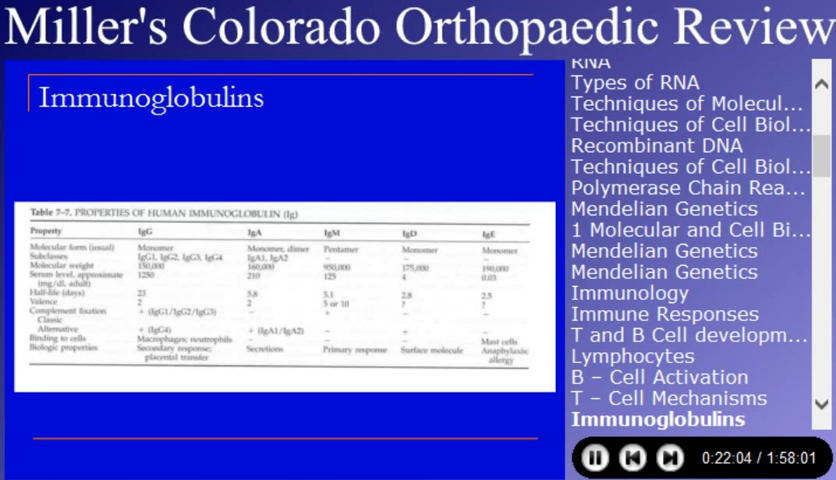 Miller's Colorado Orthopaedic Review
Immunoglobulins
Table 7-7. PROPERTIES OF HUMAN IMMUNOGLOBULIN (Ig)
Property IgG IgA IgM IgD IgE
Molecular form (usual) Monomer Monomer, dimer Pentamer Monomer Monomer
Subclasses IgG1, IgG2, IgG3, IgG4 IgA1, IgA2 – – –
Molecular weight 150,000 160,000 950,000 175,000 190,000
Serum level, approximate 1250 210 125 4 0.03
(mg/dl, adult)
Half-life (days) 23 5.8 5.1 2.8 2.5
Valence 2 2 5 or 10 ? ?
Complement fixation + (IgG1/IgG2/IgG3) – + – –
Classic
Alternative + (IgG4) + (IgA1/IgA2) – + –
Binding to cells Macrophages; neutrophils – – – Mast cells
Biologic properties Secondary response; Secretions Primary response Surface molecule Anaphylaxis;
placental transfer allergy
RNA
Types of RNA
Techniques of Molecul...
Techniques of Cell Biol...
Recombinant DNA
Techniques of Cell Biol...
Polymerase Chain Rea...
Mendelian Genetics
1 Molecular and Cell Bi...
Mendelian Genetics
Mendelian Genetics
Immunology
Immune Responses
T and B Cell developm...
Lymphocytes
B – Cell Activation
T – Cell Mechanisms
Immunoglobulins
0:22:04 / 1:58:01